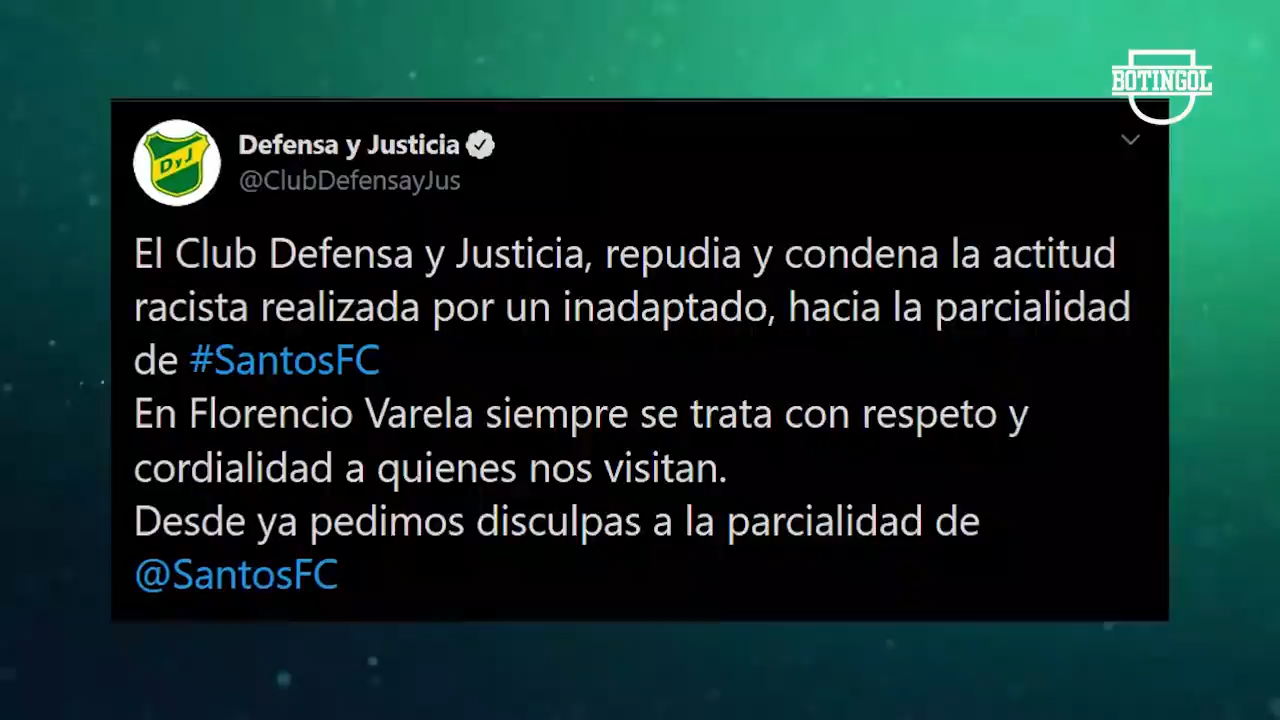 BOTINGOL
Defensa y Justicia
DyJ
@ClubDefensayJus
El Club Defensa y Justicia, repudia y condena la actitud
racista realizada por un inadaptado, hacia la parcialidad
de #SantosFC
En Florencio Varela siempre se trata con respeto y
cordialidad a quienes nos visitan.
Desde ya pedimos disculpas a la parcialidad de
@SantosFC